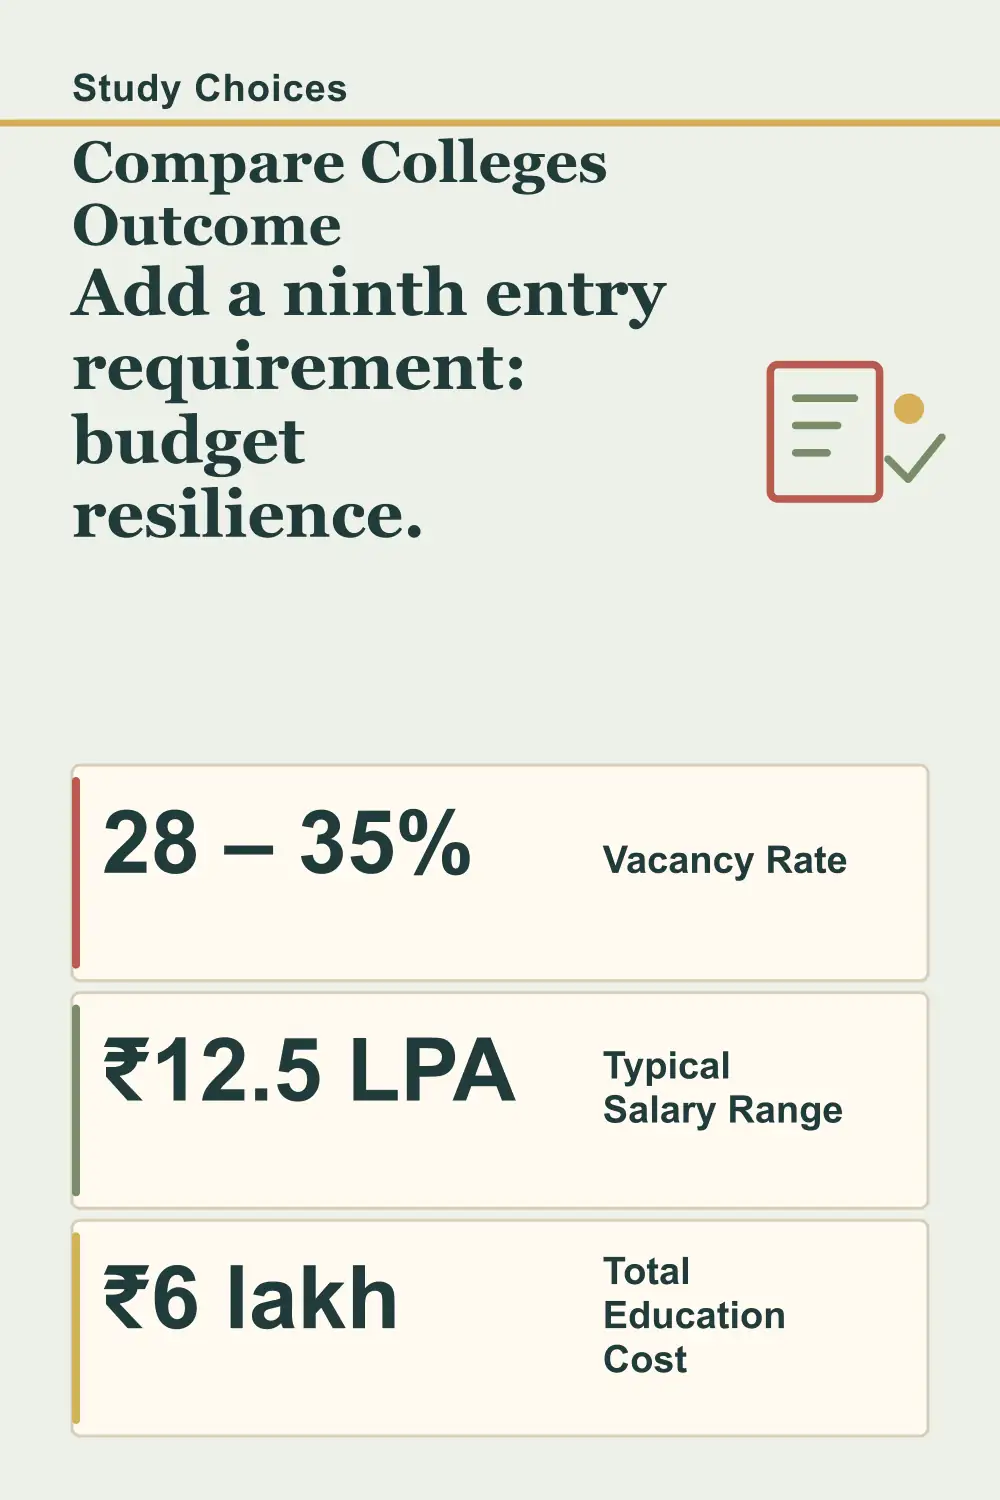 Study Choices
Compare Colleges
Outcome
Add a ninth entry
requirement:
budget
resilience.
28 – 35%
Vacancy Rate
₹12.5 LPA
Typical
Salary Range
₹6 lakh
Total
Education
Cost